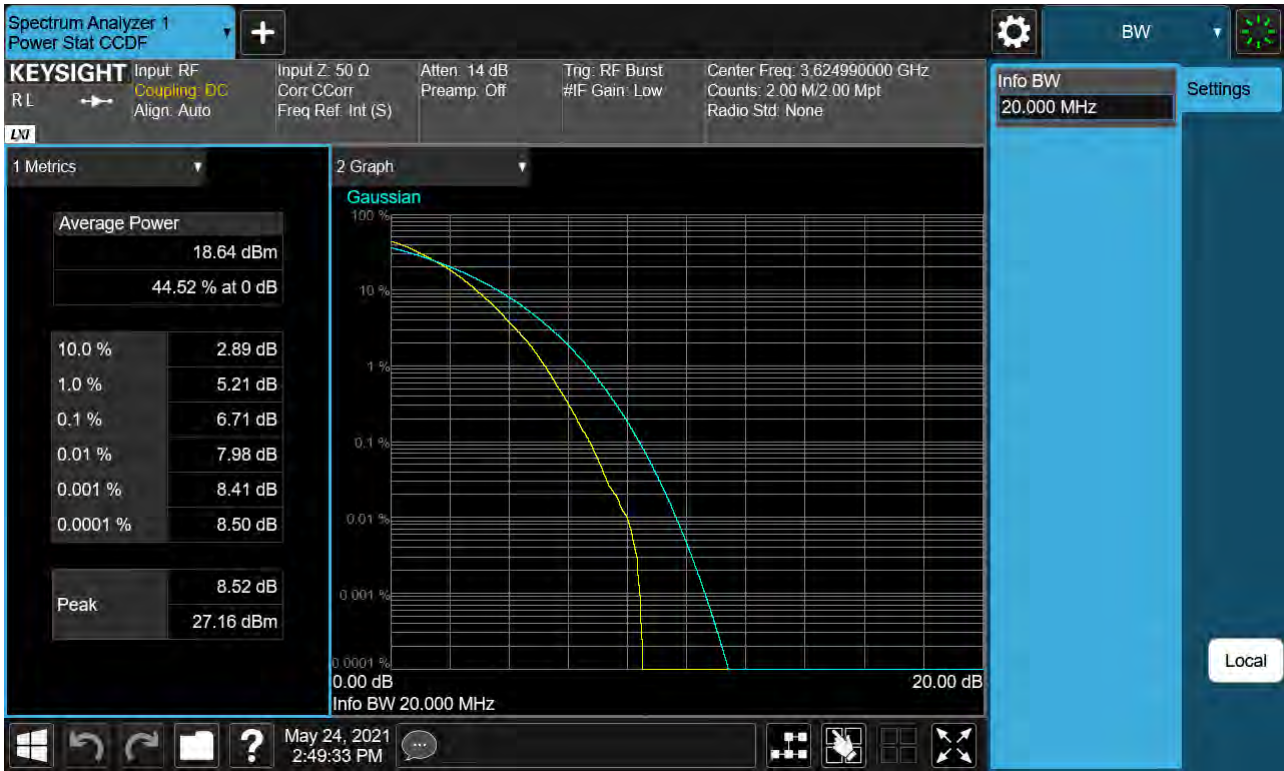 Spectrum Analyzer 1
Power Stat CCDF
+
BW
KEYSIGHT
RL
LXI
Input: RF
Coupling: DC
Align: Auto
Input Z: 50 Ω
Corr CCorr
Freq Ref: Int (S)
Atten: 14 dB
Preamp: Off
Trig: RF Burst
#IF Gain: Low
Center Freq: 3.624990000 GHz
Counts: 2.00 M/2.00 Mpt
Radio Std: None
Info BW
20.000 MHz
Settings
1 Metrics
Average Power
18.64 dBm
44.52 % at 0 dB
10.0 % 2.89 dB
1.0 % 5.21 dB
0.1 % 6.71 dB
0.01 % 7.98 dB
0.001 % 8.41 dB
0.0001 % 8.50 dB
Peak
8.52 dB
27.16 dBm
2 Graph
Gaussian
100 %
10 %
1 %
0.1 %
0.01 %
0.001 %
0.0001 %
0.00 dB 20.00 dB
Info BW 20.000 MHz
Local
?
May 24, 2021
2:49:33 PM